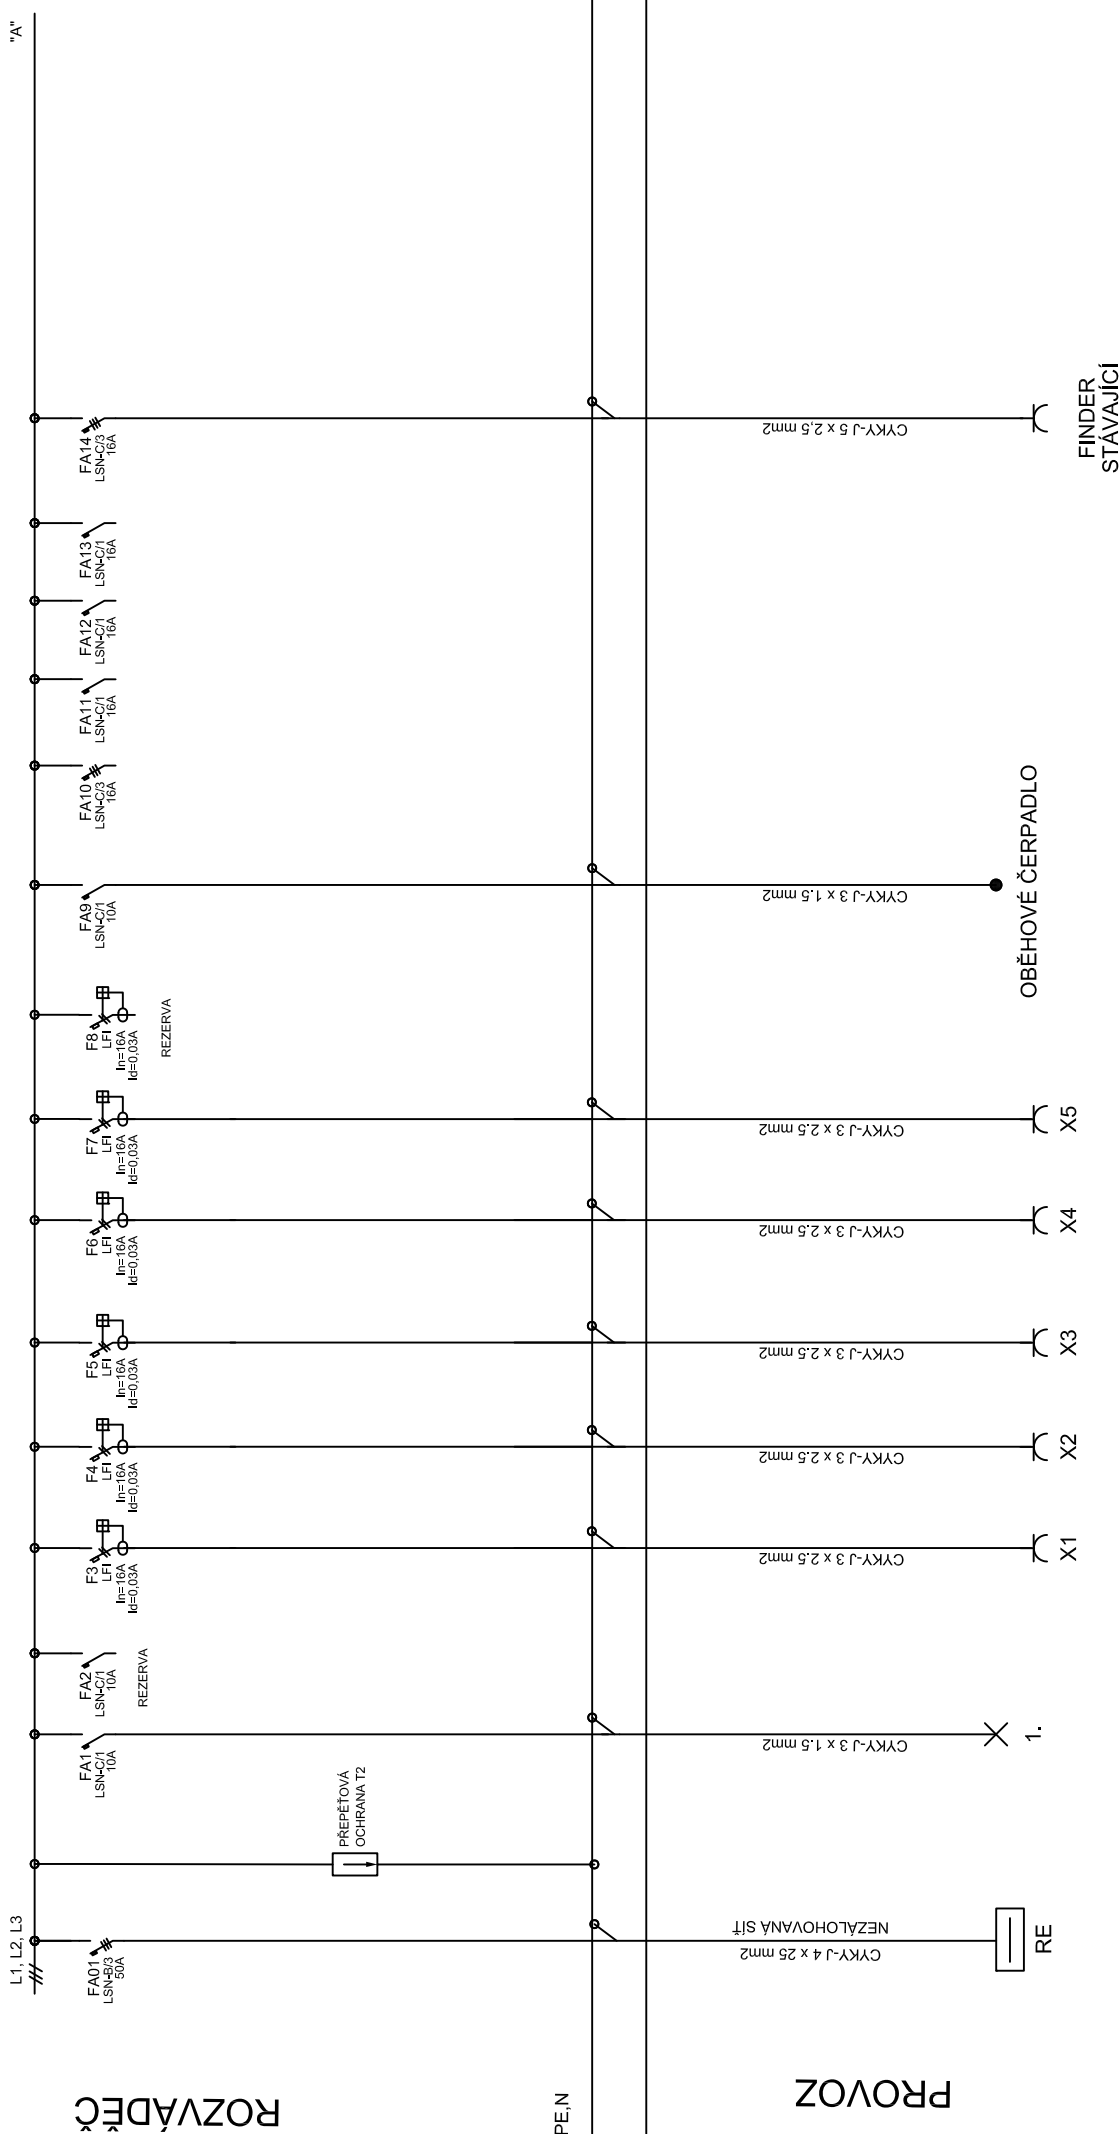 L1, L2, L3
"A"
FA01
LSN-B/3
50A
PŘEPĚŤOVÁ
OCHRANA T2
FA1
LSN-C/1
10A
FA2
LSN-C/1
10A
REZERVA
F3
LFI
In=16A
Id=0,03A
F4
LFI
In=16A
Id=0,03A
F5
LFI
In=16A
Id=0,03A
F6
LFI
In=16A
Id=0,03A
F7
LFI
In=16A
Id=0,03A
F8
LFI
In=16A
Id=0,03A
REZERVA
FA9
LSN-C/1
10A
FA10
LSN-C/3
16A
FA11
LSN-C/1
16A
FA12
LSN-C/1
16A
FA13
LSN-C/1
16A
FA14
LSN-C/3
16A
ROZVÁDĚČ
PE,N
PROVOZ
NEZÁLOHOVANÁ SÍŤ
CYKY-J 4 x 25 mm2
CYKY-J 3 x 1.5 mm2
CYKY-J 3 x 2.5 mm2
CYKY-J 3 x 2.5 mm2
CYKY-J 3 x 2.5 mm2
CYKY-J 3 x 2.5 mm2
CYKY-J 3 x 2.5 mm2
CYKY-J 3 x 1.5 mm2
CYKY-J 5 x 2,5 mm2
RE
1.
X1
X2
X3
X4
X5
OBĚHOVÉ ČERPADLO
FINDER
STÁVAJÍCÍ